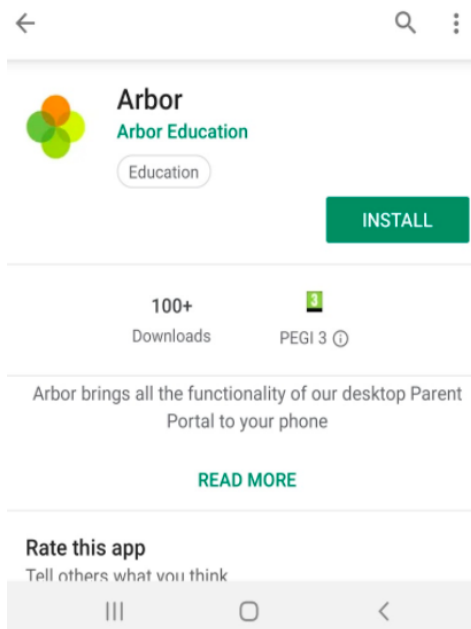 Arbor
Arbor Education
Education
INSTALL
100+
Downloads
3
PEGI 3
Arbor brings all the functionality of our desktop Parent
Portal to your phone
READ MORE
Rate this app
Tell others what you think